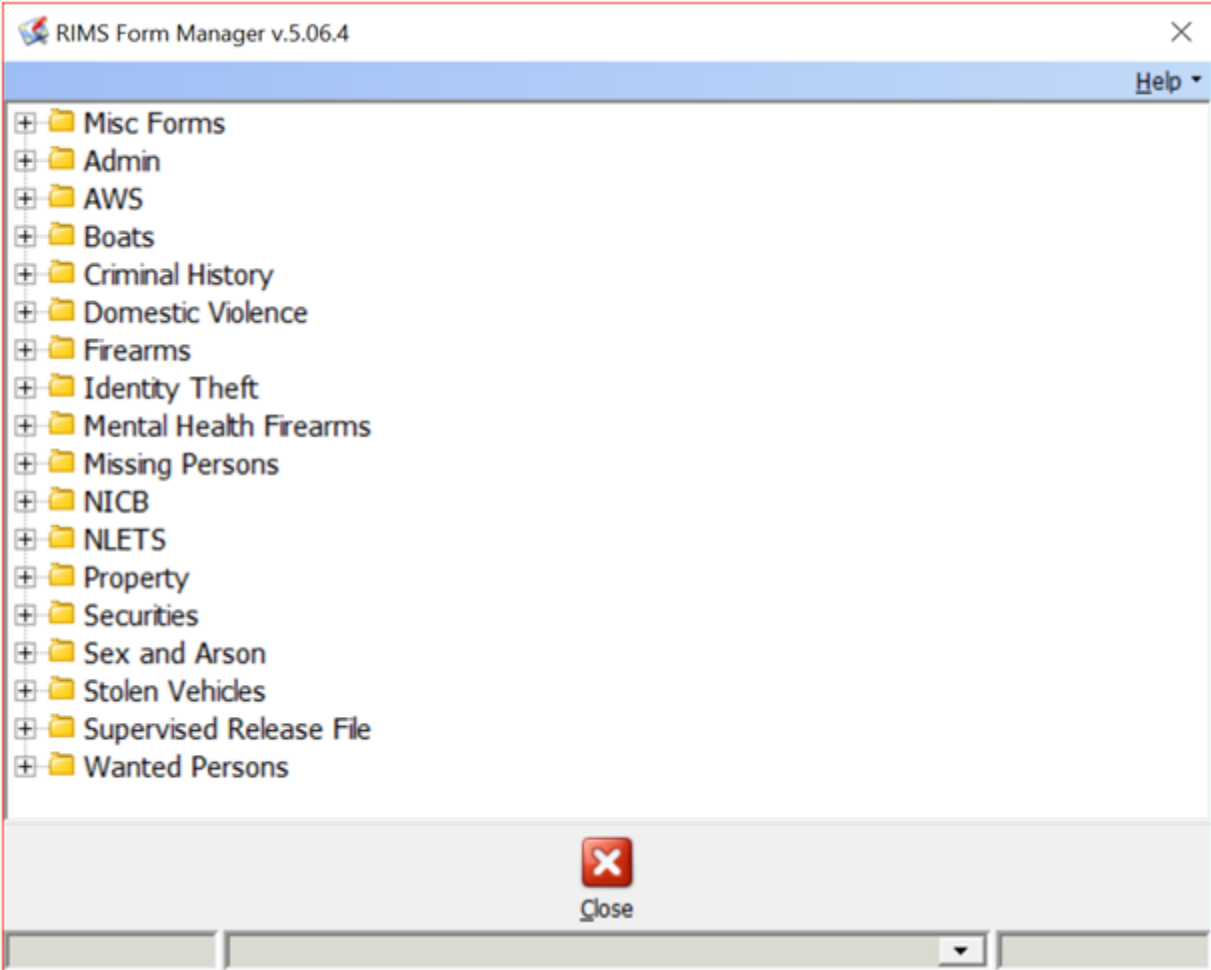 RIMS Form Manager v.5.06.4
Help
Misc Forms
Admin
AWS
Boats
Criminal History
Domestic Violence
Firearms
Identity Theft
Mental Health Firearms
Missing Persons
NICB
NLETS
Property
Securities
Sex and Arson
Stolen Vehicles
Supervised Release File
Wanted Persons
Close